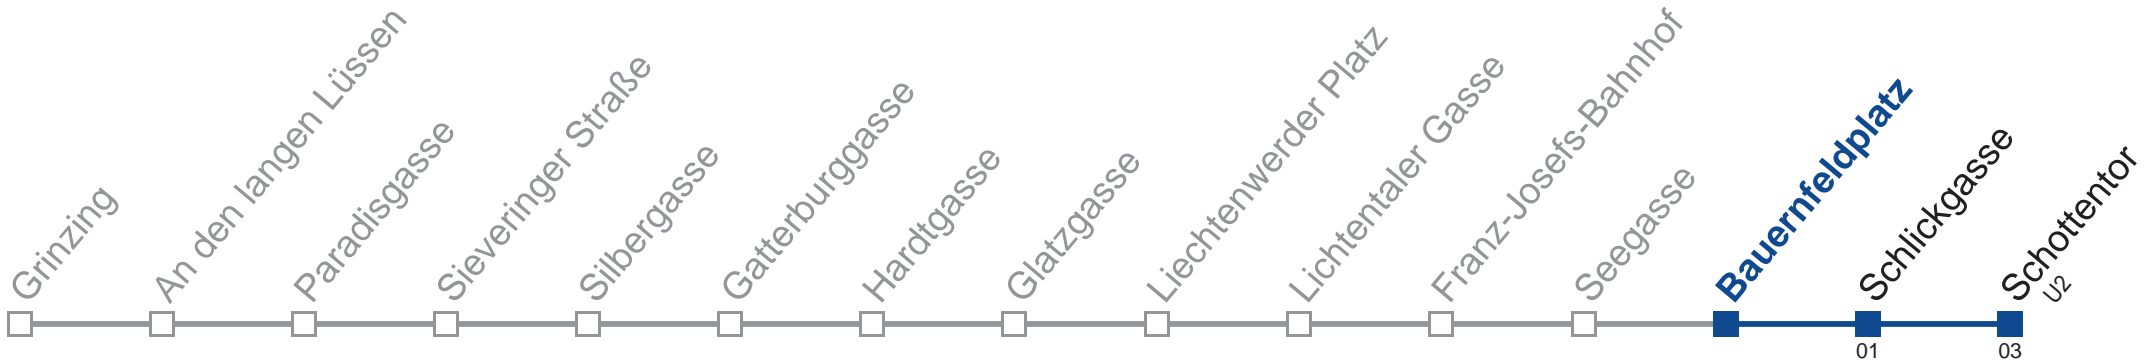 Grinzing
An den langen Lüssen
Paradisgasse
Sieveringer Straße
Silbergasse
Gatterburggasse
Hardtgasse
Glatzgasse
Liechtenwerder Platz
Lichtentaler Gasse
Franz-Josefs-Bahnhof
Seegasse
Bauernfeldplatz
Schlickgasse
Schottentor
U2
01
03